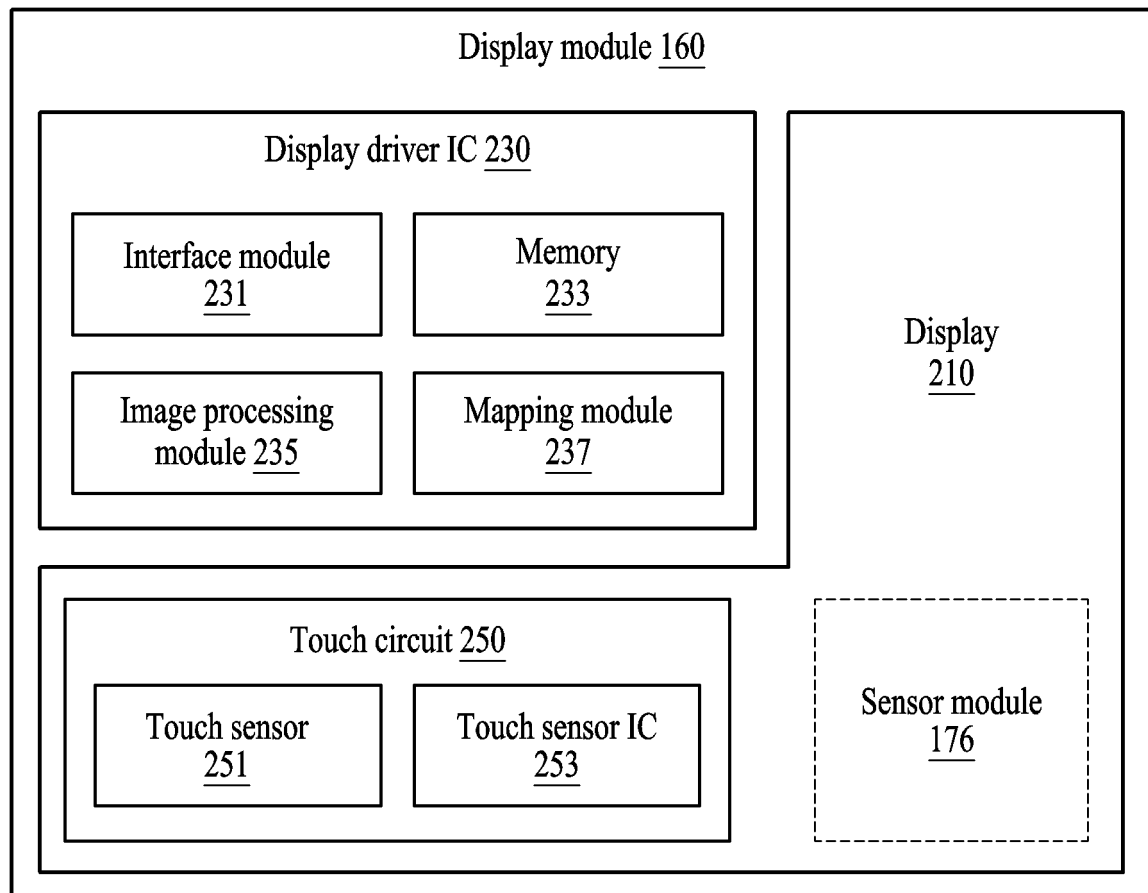 Display module 160
Display driver IC 230
Interface module
231
Memory
233
Image processing
module 235
Mapping module
237
Display
210
Touch circuit 250
Touch sensor
251
Touch sensor IC
253
Sensor module
176